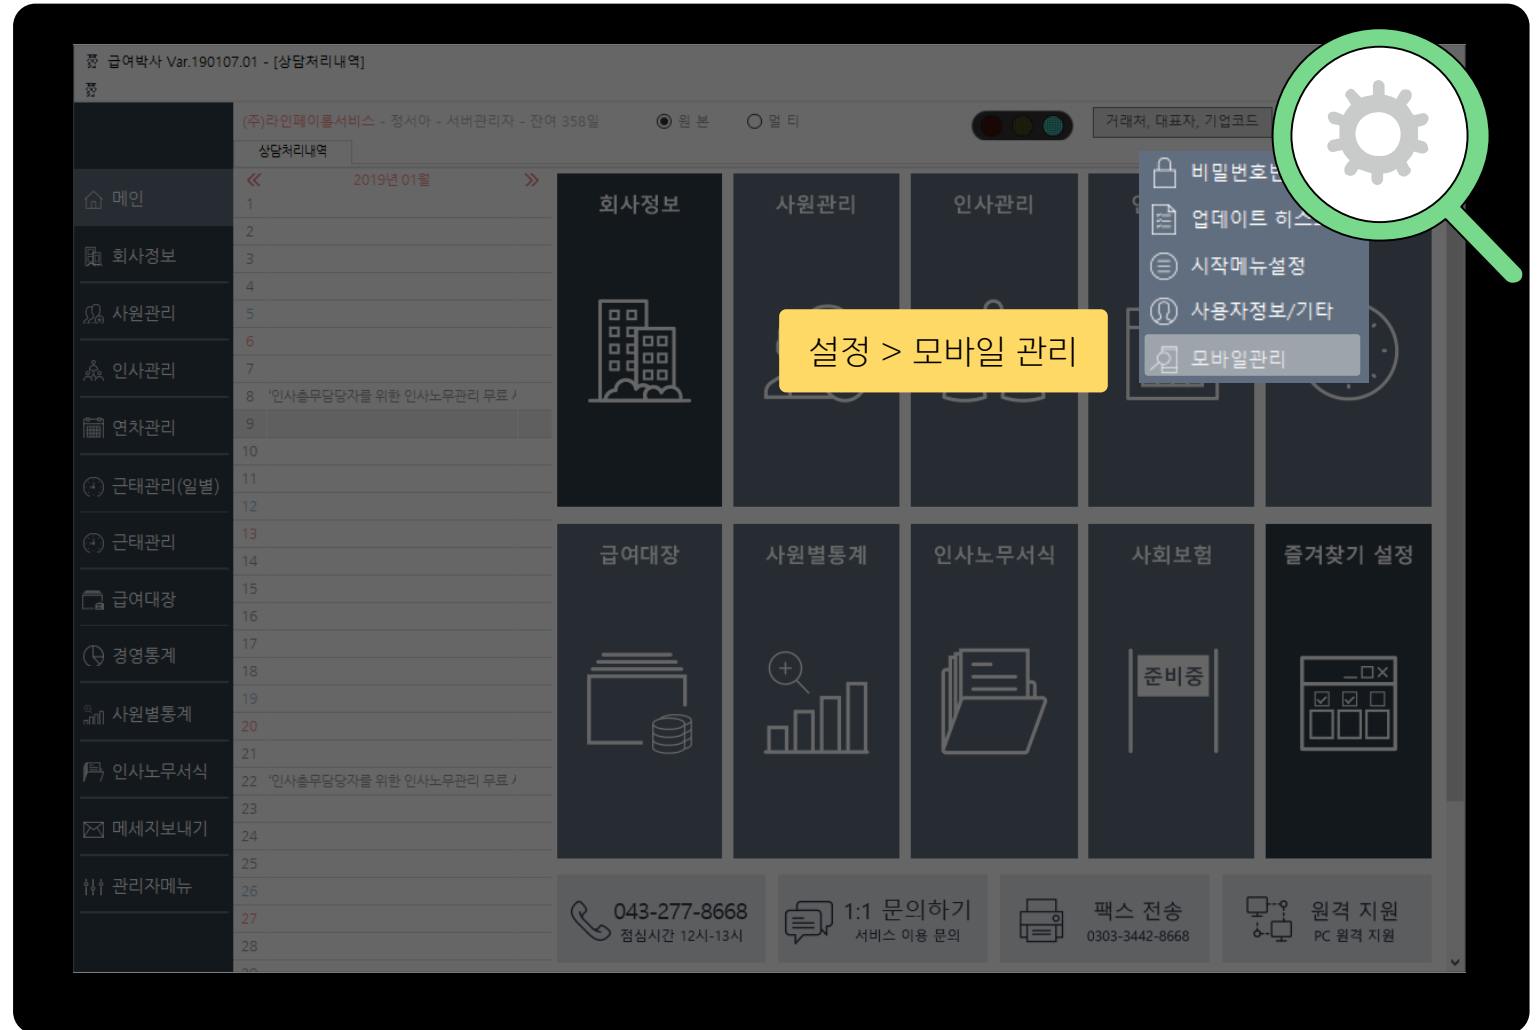 급여박사 Var.190107.01 - [상담처리내역]
(주)라인페이롤서비스 - 정서아 - 서버관리자 - 잔여 358일
원 본
멀 티
거래처, 대표자, 기업코드
상담처리내역
메인
회사정보
사원관리
인사관리
연차관리
근태관리(일별)
근태관리
급여대장
경영통계
사원별통계
인사노무서식
메세지보내기
관리자메뉴
2019년 01월
1
2
3
4
5
6
7
8 '인사총무담당자를 위한 인사노무관리 무료
9
10
11
12
13
14
15
16
17
18
19
20
21
22 '인사총무담당자를 위한 인사노무관리 무료
23
24
25
26
27
28
회사정보
사원관리
인사관리
비밀번호
업데이트
시작메뉴설정
사용자정보/기타
모바일관리
설정 > 모바일 관리
급여대장
사원별통계
인사노무서식
사회보험
즐겨찾기 설정
준비중
043-277-8668
점심시간 12시-13시
1:1 문의하기
서비스 이용 문의
팩스 전송
0303-3442-8668
원격 지원
PC 원격 지원